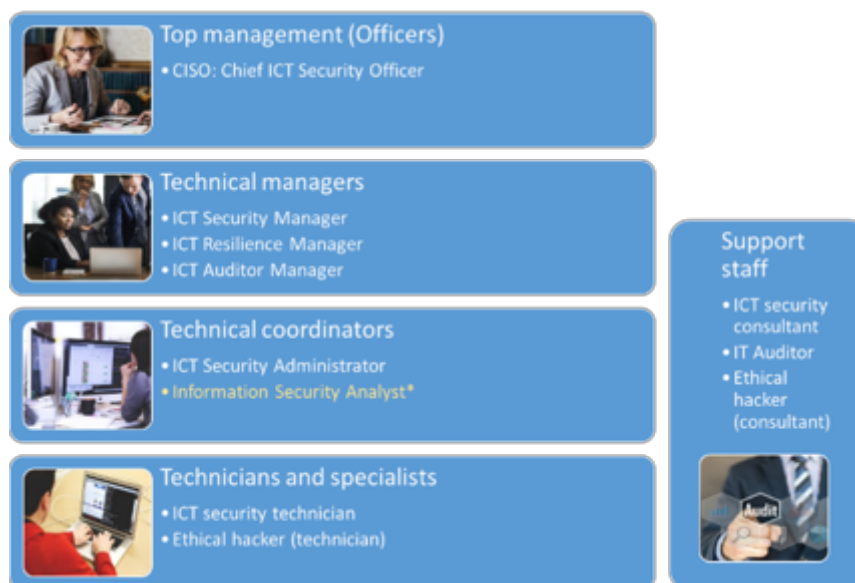 Top management (Officers)
• CISO: Chief ICT Security Officer
Technical managers
• ICT Security Manager
• ICT Resilience Manager
• ICT Auditor Manager
Technical coordinators
• ICT Security Administrator
• Information Security Analyst*
Technicians and specialists
• ICT security technician
• Ethical hacker (technician)
Support
staff
• ICT security
consultant
• IT Auditor
• Ethical
hacker
(consultant)
Audit